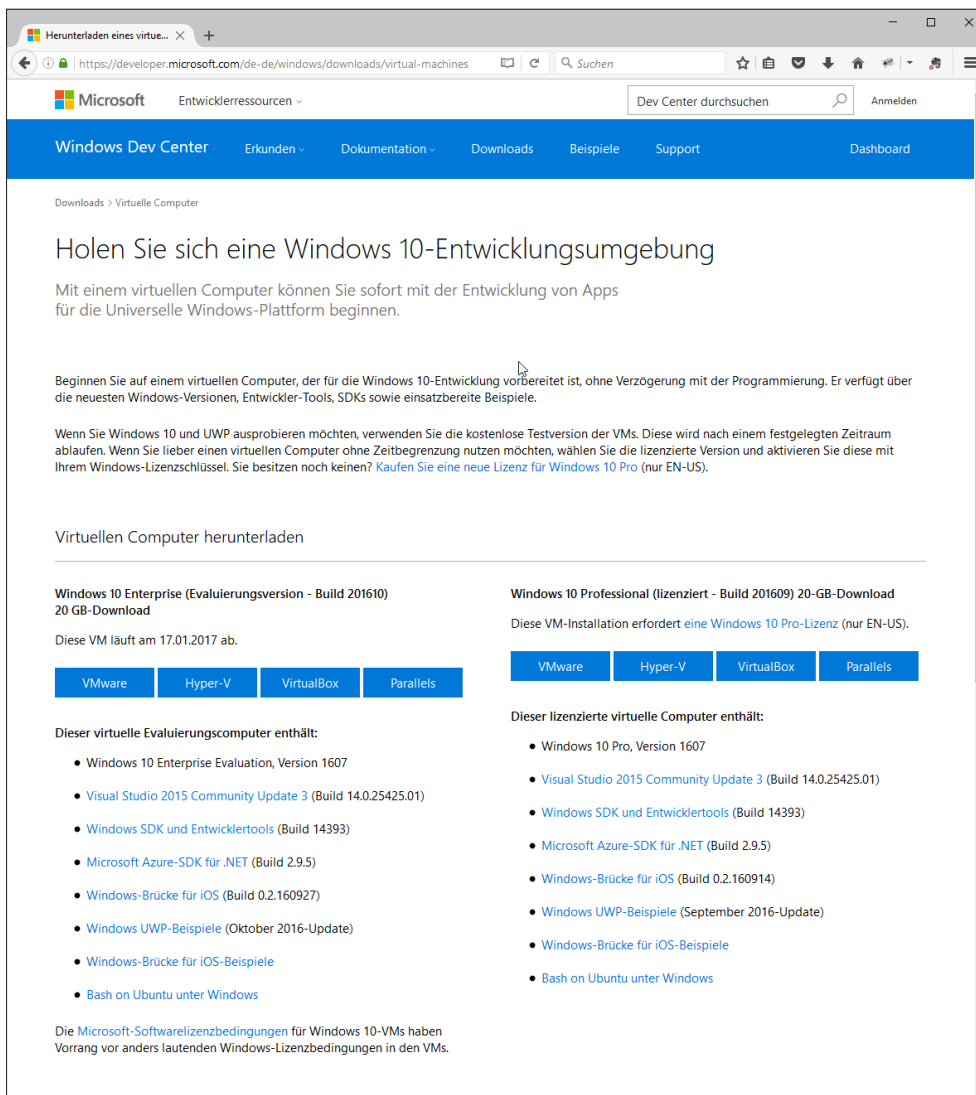 Herunterladen eines virtue...
https://developer.microsoft.com/de-de/windows/downloads/virtual-machines
Suchen
Microsoft
Entwicklerressourcen
Dev Center durchsuchen
Anmelden
Windows Dev Center
Erkunden
Dokumentation
Downloads
Beispiele
Support
Dashboard
Downloads > Virtuelle Computer
Holen Sie sich eine Windows 10-Entwicklungsumgebung
Mit einem virtuellen Computer können Sie sofort mit der Entwicklung von Apps
für die Universelle Windows-Plattform beginnen.
Beginnen Sie auf einem virtuellen Computer, der für die Windows 10-Entwicklung vorbereitet ist, ohne Verzögerung mit der Programmierung. Er verfügt über
die neuesten Windows-Versionen, Entwickler-Tools, SDKs sowie einsatzbereite Beispiele.
Wenn Sie Windows 10 und UWP ausprobieren möchten, verwenden Sie die kostenlose Testversion der VMs. Diese wird nach einem festgelegten Zeitraum
ablaufen. Wenn Sie lieber einen virtuellen Computer ohne Zeitbegrenzung nutzen möchten, wählen Sie die lizenzierte Version und aktivieren Sie diese mit
Ihrem Windows-Lizenzschlüssel. Sie besitzen noch keinen? Kaufen Sie eine neue Lizenz für Windows 10 Pro (nur EN-US).
Virtuellen Computer herunterladen
Windows 10 Enterprise (Evaluierungsversion - Build 201610)
20 GB-Download
Diese VM läuft am 17.01.2017 ab.
VMware
Hyper-V
VirtualBox
Parallels
Dieser virtuelle Evaluierungscomputer enthält:
• Windows 10 Enterprise Evaluation, Version 1607
• Visual Studio 2015 Community Update 3 (Build 14.0.25425.01)
• Windows SDK und Entwicklertools (Build 14393)
• Microsoft Azure-SDK für .NET (Build 2.9.5)
• Windows-Brücke für iOS (Build 0.2.160927)
• Windows UWP-Beispiele (Oktober 2016-Update)
• Windows-Brücke für iOS-Beispiele
• Bash on Ubuntu unter Windows
Die Microsoft-Softwarelizenzbedingungen für Windows 10-VMs haben
Vorrang vor anders lautenden Windows-Lizenzbedingungen in den VMs.
Windows 10 Professional (lizenziert - Build 201609) 20-GB-Download
Diese VM-Installation erfordert eine Windows 10 Pro-Lizenz (nur EN-US).
VMware
Hyper-V
VirtualBox
Parallels
Dieser lizenzierte virtuelle Computer enthält:
• Windows 10 Pro, Version 1607
• Visual Studio 2015 Community Update 3 (Build 14.0.25425.01)
• Windows SDK und Entwicklertools (Build 14393)
• Microsoft Azure-SDK für .NET (Build 2.9.5)
• Windows-Brücke für iOS (Build 0.2.160914)
• Windows UWP-Beispiele (September 2016-Update)
• Windows-Brücke für iOS-Beispiele
• Bash on Ubuntu unter Windows